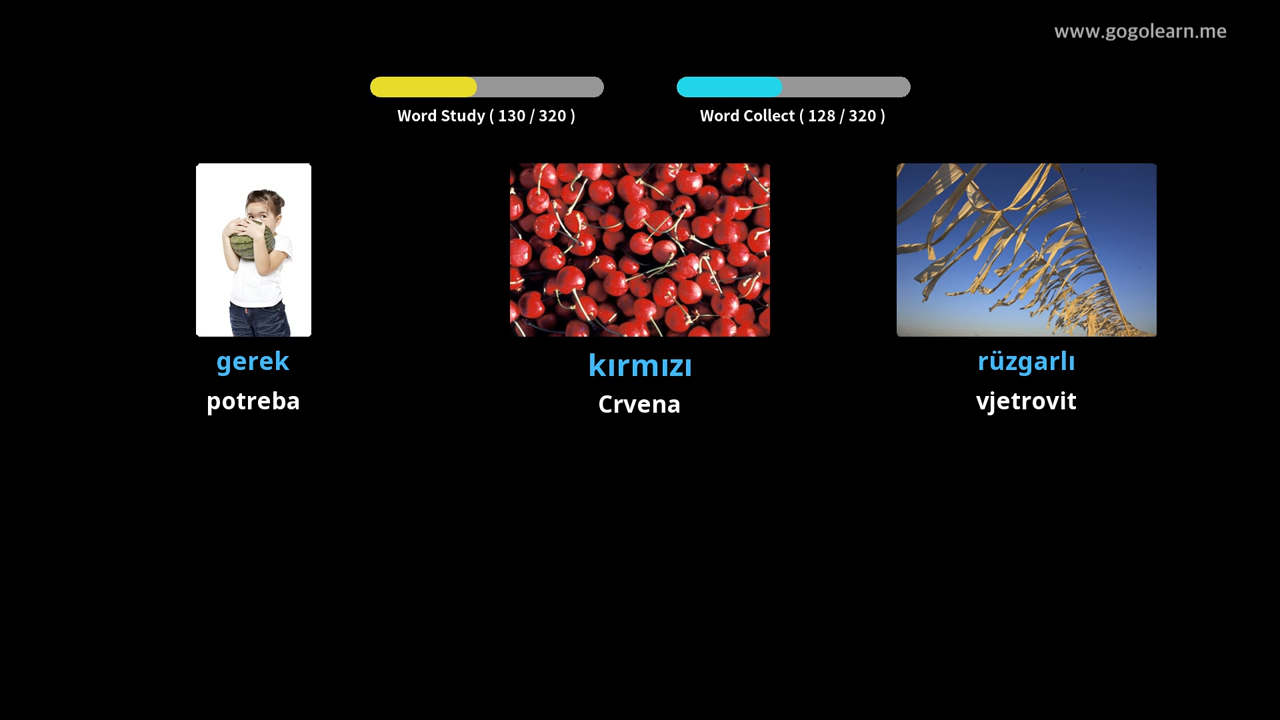 www.gogolearn.me
Word Study ( 130 / 320 )
Word Collect ( 128 / 320 )
gerek
kırmızı
rüzgarlı
potreba
Crvena
vjetrovit